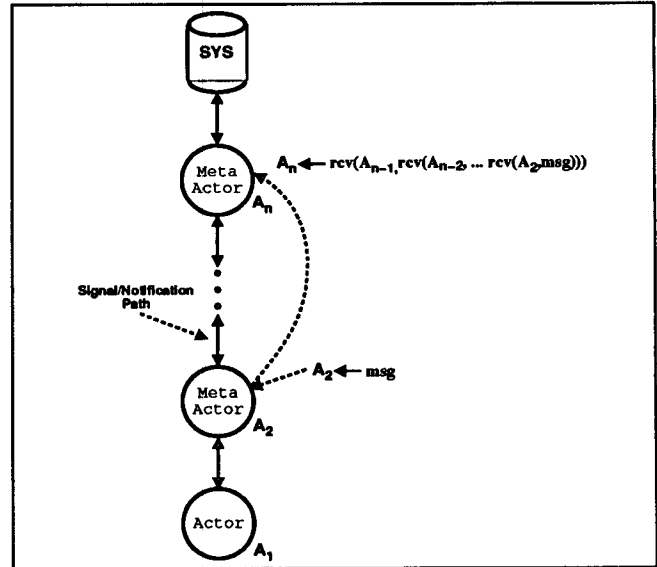 SYS
Meta
Actor
Aₙ
Aₙ ← rcv(Aₙ₋₁, rcv(Aₙ₋₂, ... rcv(A₂,msg)))
Signal/Notification
Path
Meta
Actor
A₂
A₂ ← msg
Actor
A₁